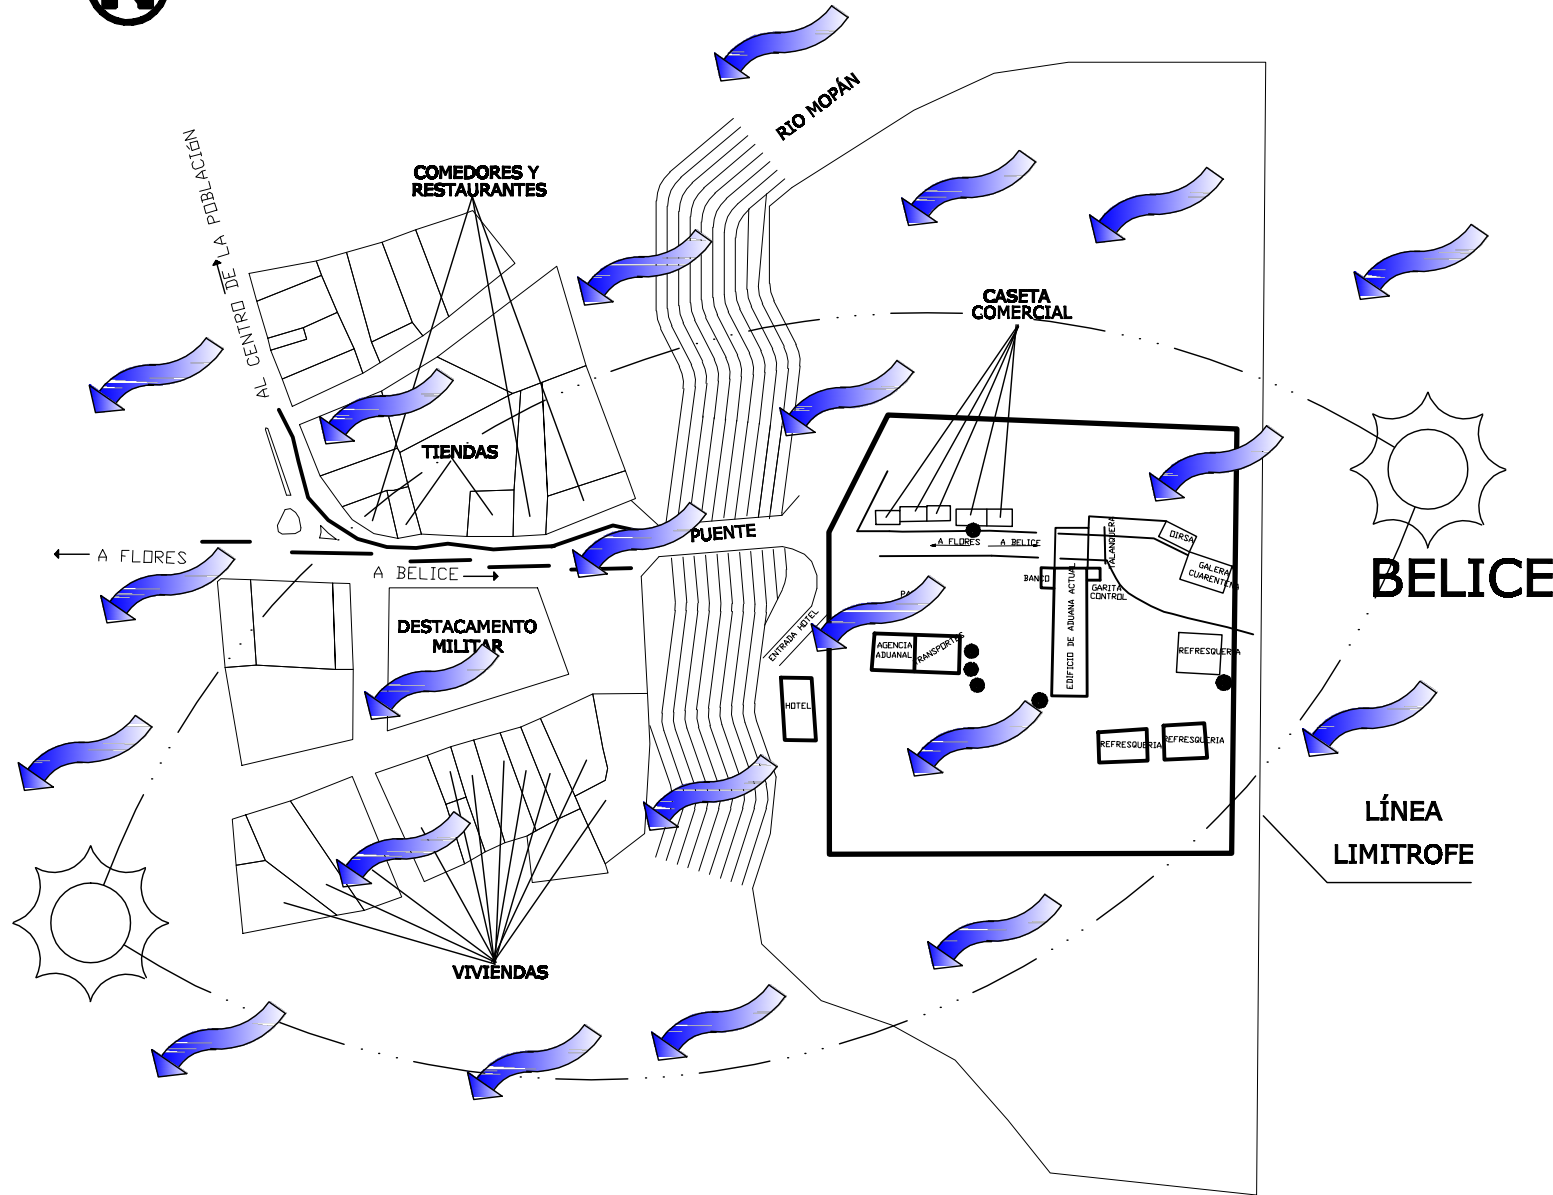 N
RIO MOPÁN
AL CENTRO DE LA POBLACIÓN
COMEDORES Y
RESTAURANTES
CASETA
COMERCIAL
TIENDAS
PUENTE
A FLORES
A BELICE
A FLORES
A BELICE
TALANQUERA
DIRSA
GALERA
CUARENTENA
BANCO
GARITA
CONTROL
EDIFICIO DE ADUANA ACTUAL
BELICE
DESTACAMENTO
MILITAR
ENTRADA HOTEL
AGENCIA
ADUANAL
TRANSPORTES
REFRESQUERIA
HOTEL
REFRESQUERIA
REFRESQUERIA
LÍNEA
LIMITROFE
VIVIENDAS